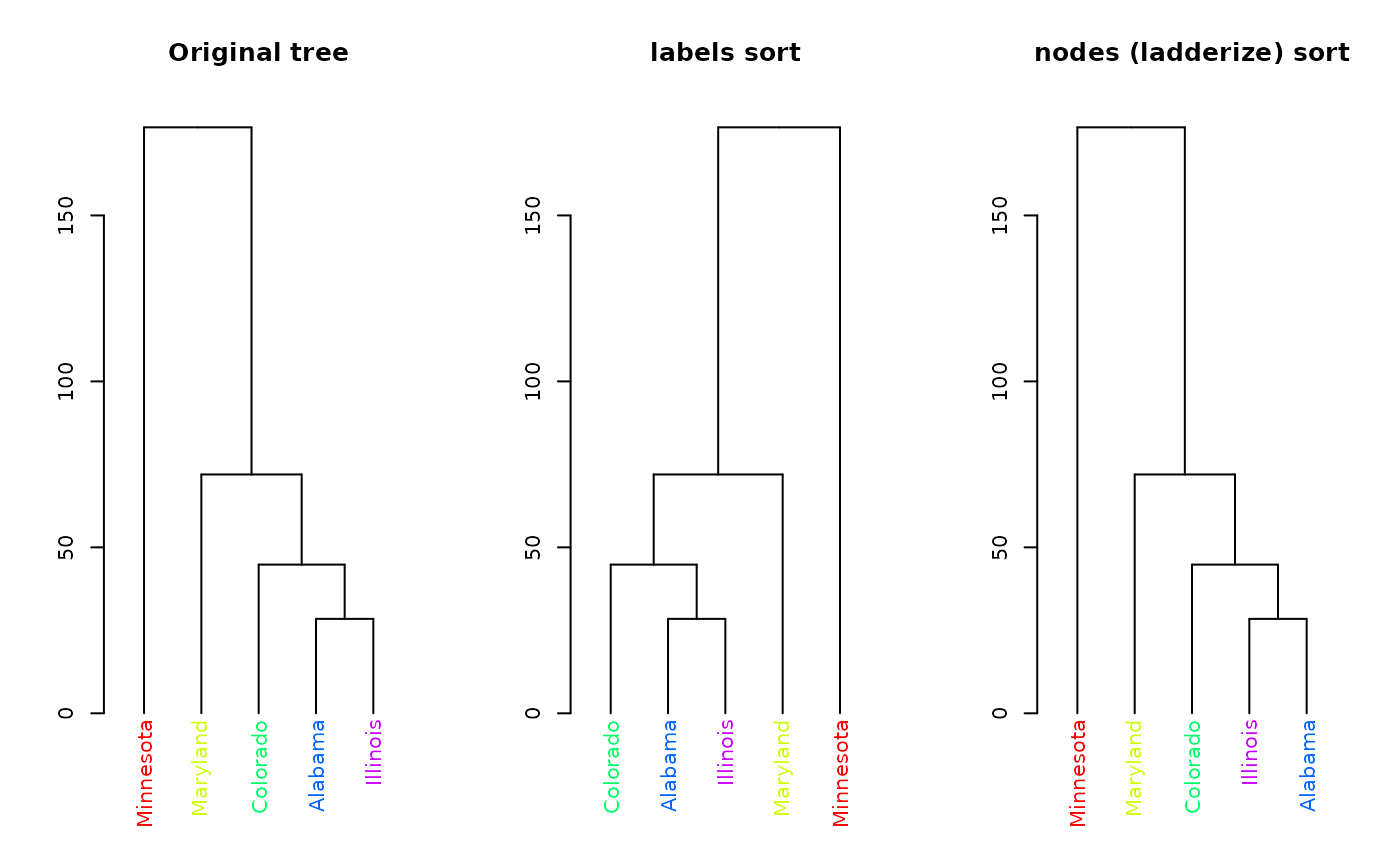 Original tree
150
100
50
0
Minnesota
Maryland
Colorado
Alabama
Illinois
labels sort
150
100
50
0
Colorado
Alabama
Illinois
Maryland
Minnesota
nodes (ladderize) sort
150
100
50
0
Minnesota
Maryland
Colorado
Illinois
Alabama